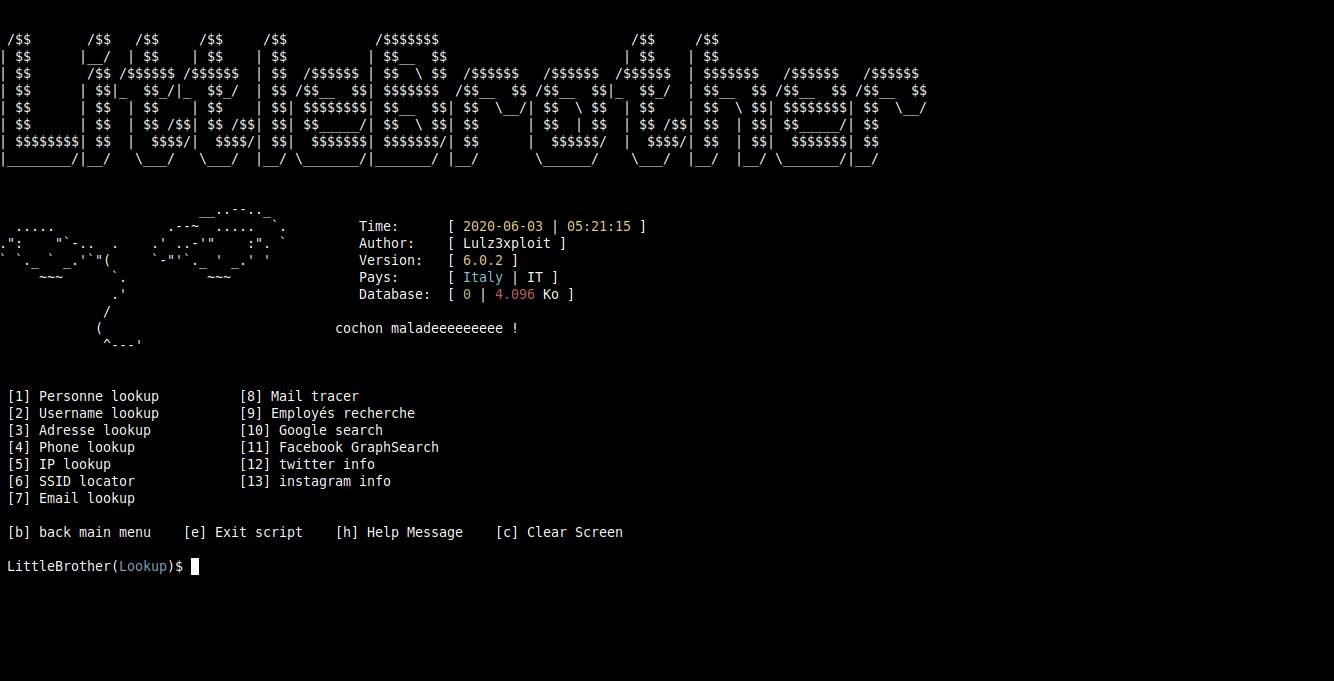 LittleBrother
Time: [ 2020-06-03 | 05:21:15 ]
Author: [ Lulz3xploit ]
Version: [ 6.0.2 ]
Pays: [ Italy | IT ]
Database: [ 0 | 4.096 Ko ]
cochon maladeeeeeeeee !
[1] Personne lookup [8] Mail tracer
[2] Username lookup [9] Employés recherche
[3] Adresse lookup [10] Google search
[4] Phone lookup [11] Facebook GraphSearch
[5] IP lookup [12] twitter info
[6] SSID locator [13] instagram info
[7] Email lookup
[b] back main menu [e] Exit script [h] Help Message [c] Clear Screen
LittleBrother(Lookup)$